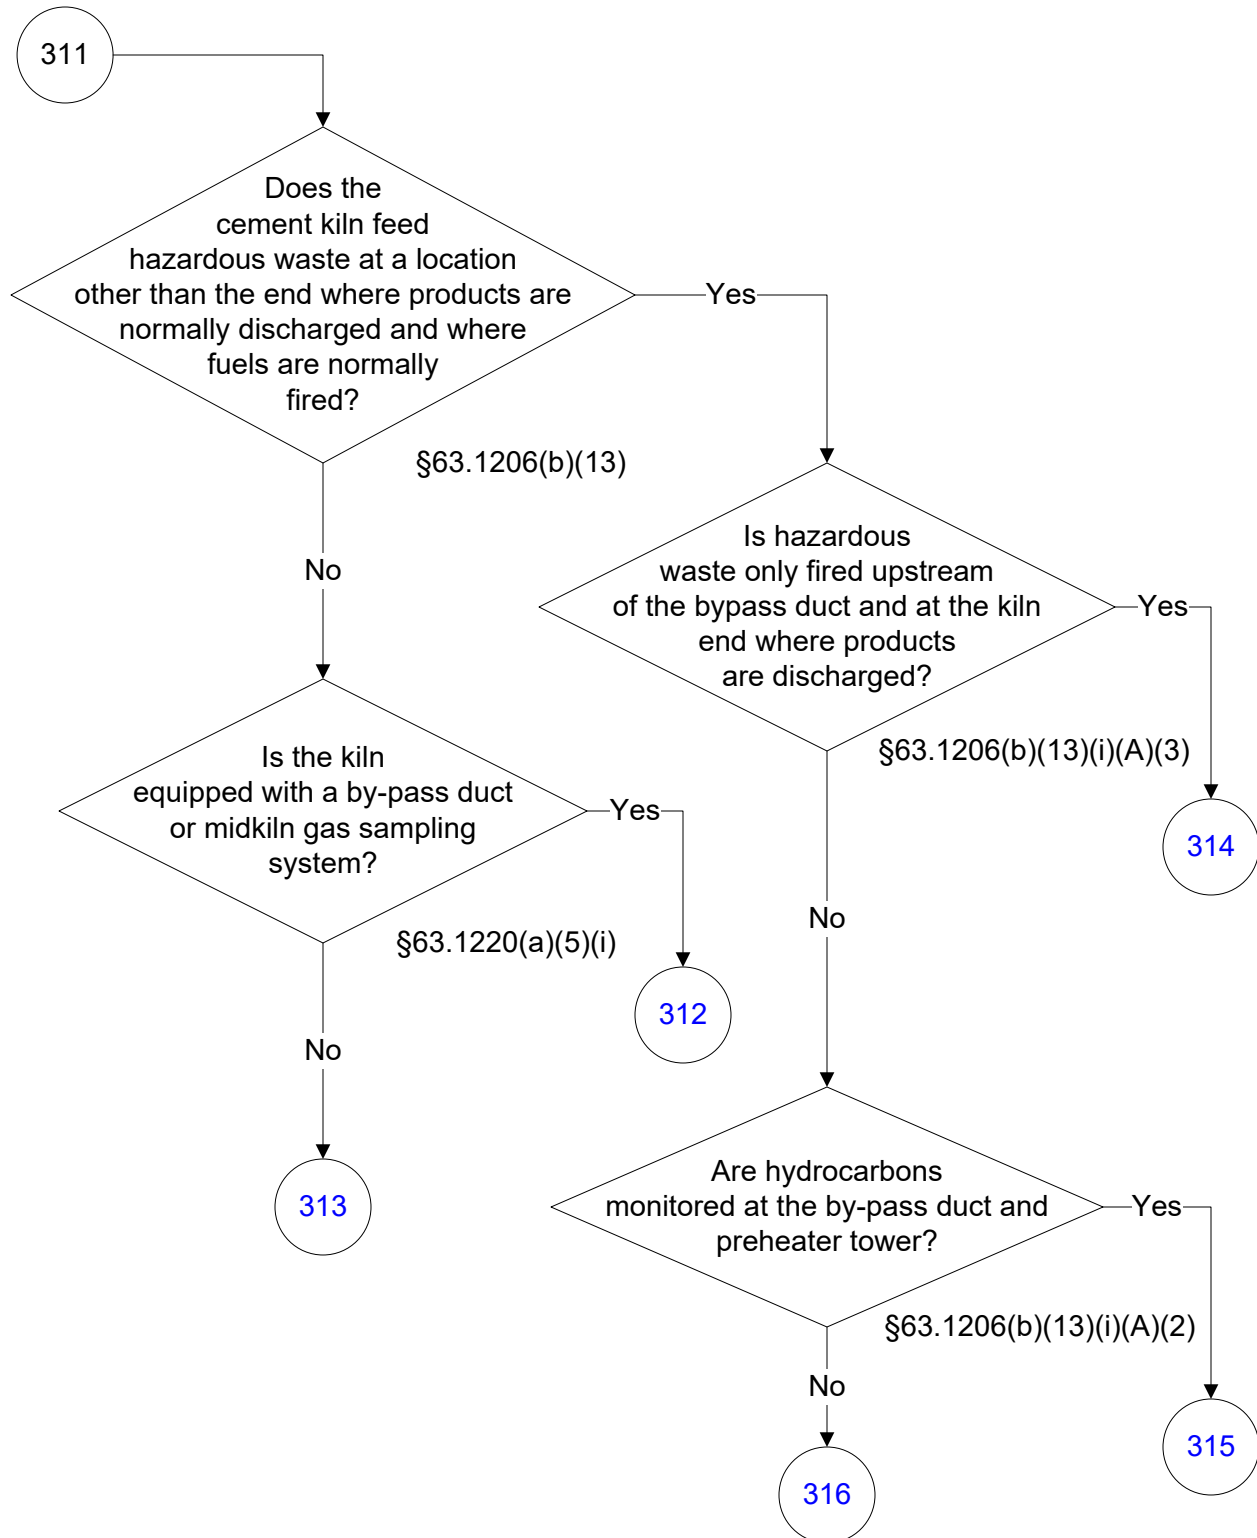 311
Does the
cement kiln feed
hazardous waste at a location
other than the end where products are
normally discharged and where
fuels are normally
fired?
Yes
§63.1206(b)(13)
No
Is hazardous
waste only fired upstream
of the bypass duct and at the kiln
end where products
are discharged?
Yes
§63.1206(b)(13)(i)(A)(3)
314
Is the kiln
equipped with a by-pass duct
or midkiln gas sampling
system?
Yes
§63.1220(a)(5)(i)
312
No
313
No
Are hydrocarbons
monitored at the by-pass duct and
preheater tower?
Yes
§63.1206(b)(13)(i)(A)(2)
315
No
316